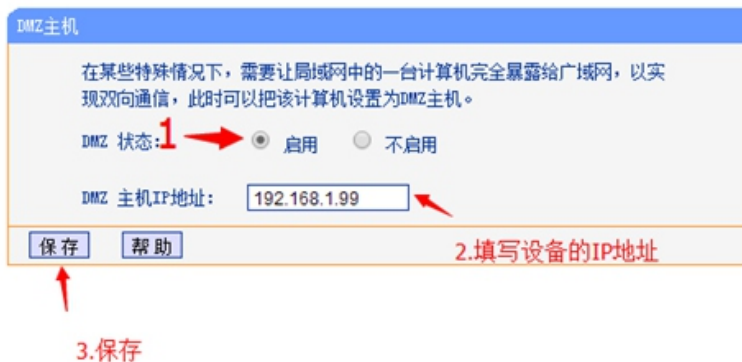 DMZ主机
在某些特殊情况下，需要让局域网中的一台计算机完全暴露给广域网，以实
现双向通信，此时可以把该计算机设置为DMZ主机。
DMZ 状态:1 启用 不启用
DMZ 主机IP地址: 192.168.1.99
保存 帮助 2.填写设备的IP地址
3.保存